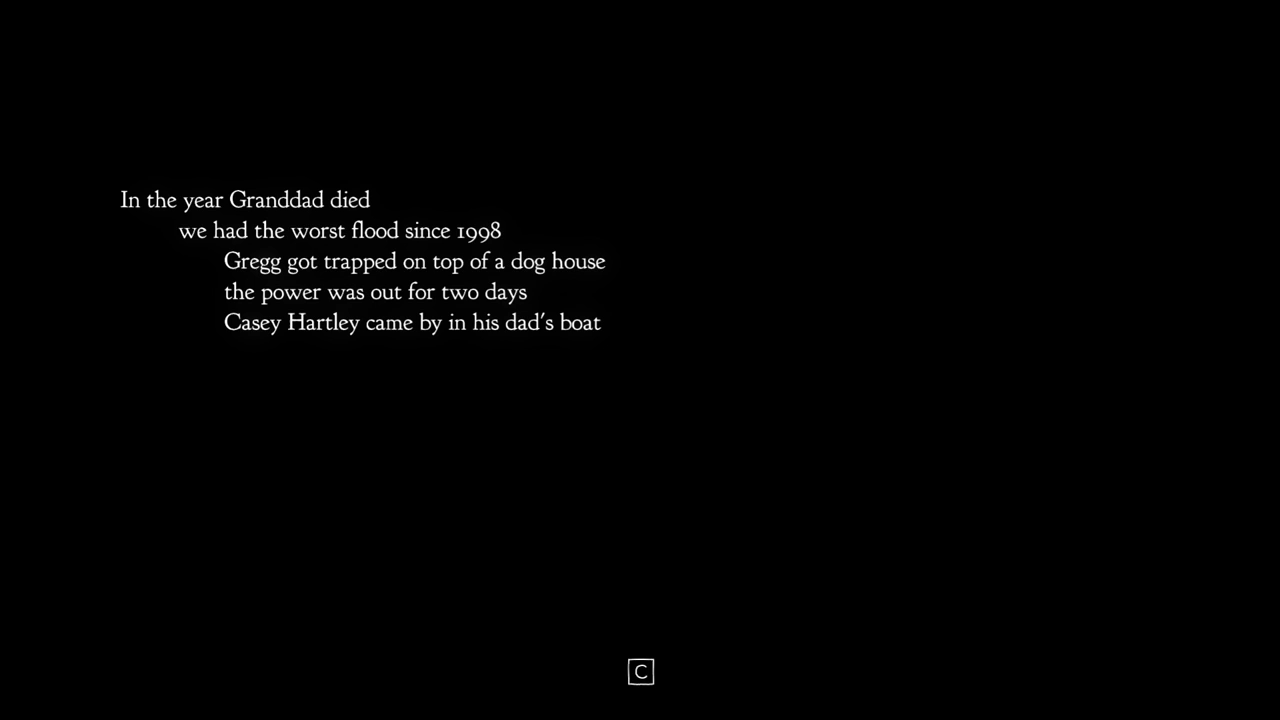 In the year Granddad died
we had the worst flood since 1998
Gregg got trapped on top of a dog house
the power was out for two days
Casey Hartley came by in his dad's boat
C